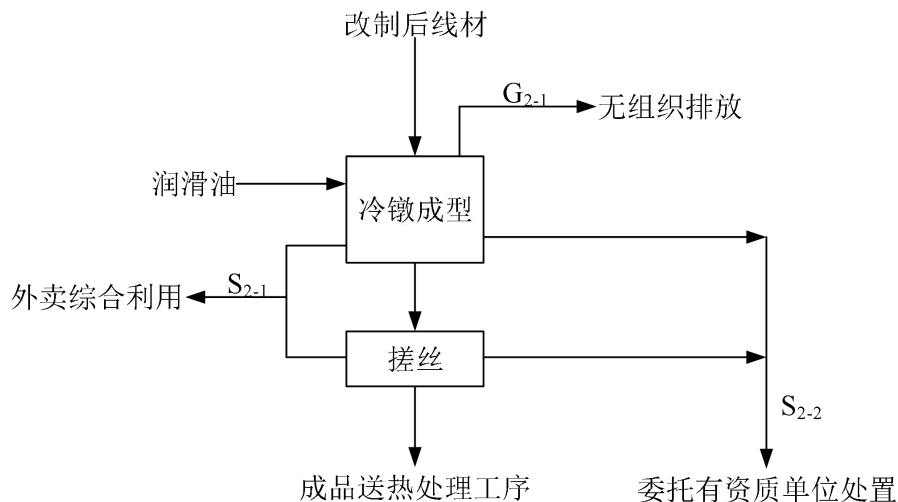 改制后线材
G2-1
无组织排放
润滑油
冷镦成型
S2-1
外卖综合利用
搓丝
S2-2
成品送热处理工序
委托有资质单位处置